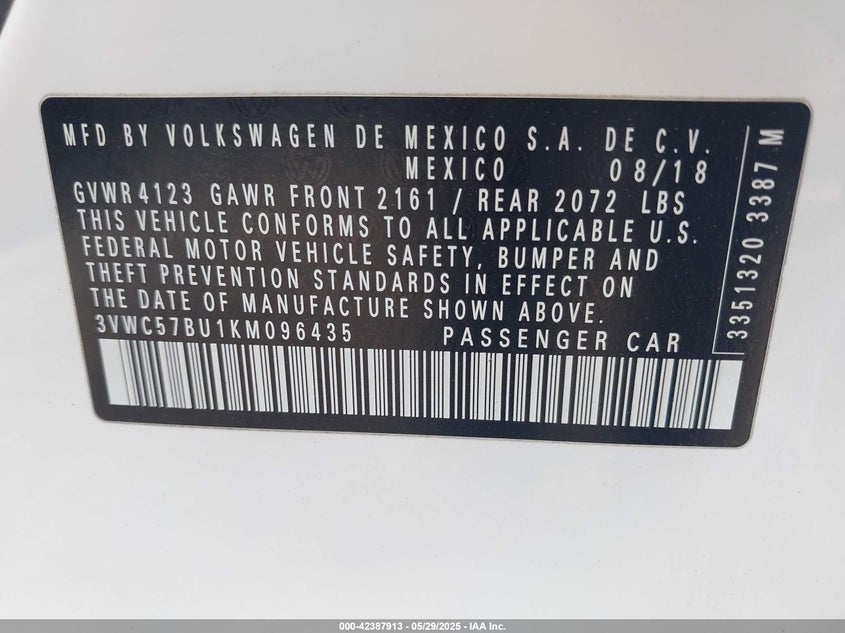 MFD BY VOLKSWAGEN DE MEXICO S.A. DE C.V.
MEXICO 08/18
GVWR 4123 GAWR FRONT 2161 / REAR 2072 LBS
THIS VEHICLE CONFORMS TO ALL APPLICABLE U.S.
FEDERAL MOTOR VEHICLE SAFETY, BUMPER AND
THEFT PREVENTION STANDARDS IN EFFECT ON
THE DATE OF MANUFACTURE SHOWN ABOVE.
3VWC57BU1KM096435 PASSENGER CAR
3351320 3387 M
000-42387913 - 05/29/2025 - IAA Inc.